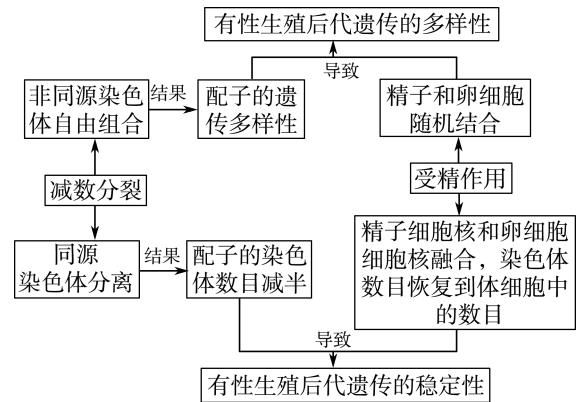 有性生殖后代遗传的多样性
导致
非同源染色
体自由组合
结果
配子的遗
传多样性
精子和卵细胞
随机结合
减数分裂
受精作用
同源
染色体分离
结果
配子的染色
体数目减半
精子细胞核和卵细胞
细胞核融合，染色体
数目恢复到体细胞中
的数目
导致
有性生殖后代遗传的稳定性